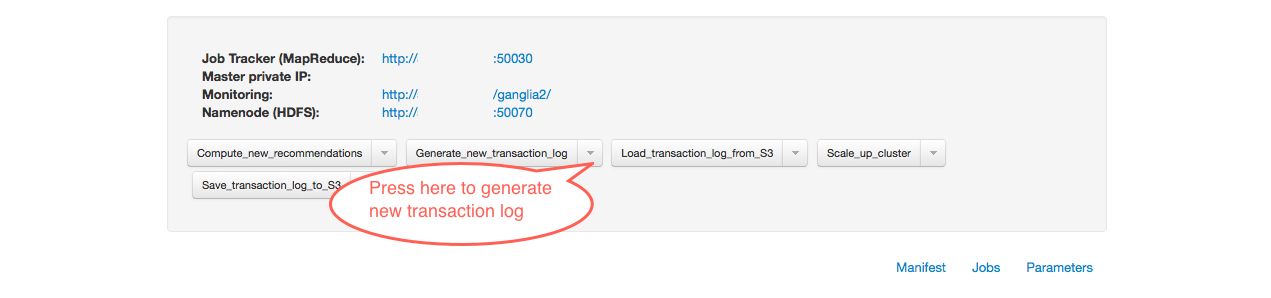 Job Tracker (MapReduce): http:// :50030
Master private IP:
Monitoring: http:// /ganglia2/
Namenode (HDFS): http:// :50070
Compute_new_recommendations Generate_new_transaction_log Load_transaction_log_from_S3 Scale_up_cluster
Save_transaction_log_to_S3
Press here to generate
new transaction log
Manifest Jobs Parameters